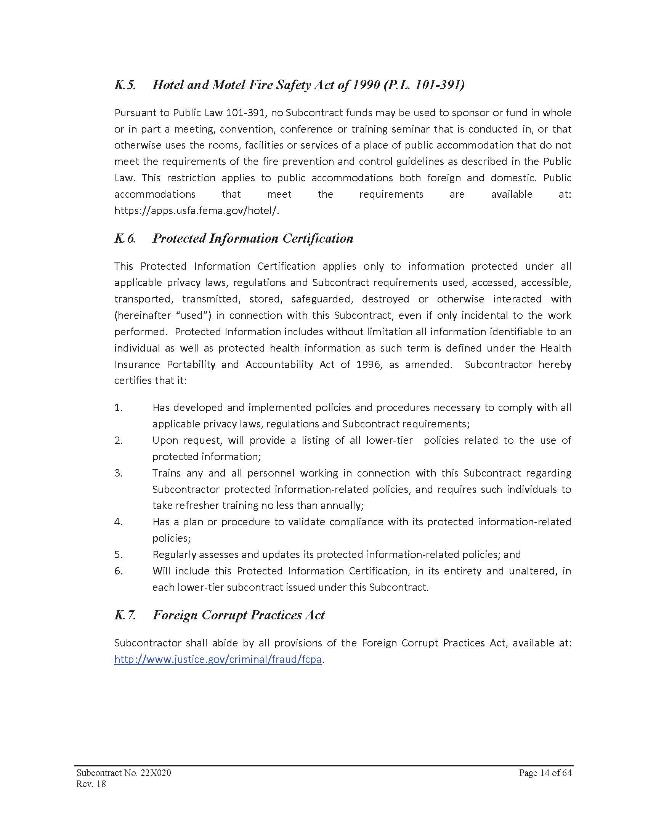 K.5. Hotel and Motel Fire Safety Act of 1990 (P.L. 101-391)
Pursuant to Public Law 101-391, no Subcontract funds may be used to sponsor or fund in whole
or in part a meeting, convention, conference or training seminar that is conducted in, or that
otherwise uses the rooms, facilities or services of a place of public accommodation that do not
meet the requirements of the fire prevention and control guidelines as described in the Public
Law. This restriction applies to public accommodations both foreign and domestic. Public
accommodations that meet the requirements are available at:
https://apps.usfa.fema.gov/hotel/.
K.6. Protected Information Certification
This Protected Information Certification applies only to information protected under all
applicable privacy laws, regulations and Subcontract requirements used, accessed, accessible,
transported, transmitted, stored, safeguarded, destroyed or otherwise interacted with
(hereinafter “used”) in connection with this Subcontract, even if only incidental to the work
performed. Protected Information includes without limitation all information identifiable to an
individual as well as protected health information as such term is defined under the Health
Insurance Portability and Accountability Act of 1996, as amended. Subcontractor hereby
certifies that it:
1. Has developed and implemented policies and procedures necessary to comply with all
applicable privacy laws, regulations and Subcontract requirements;
2. Upon request, will provide a listing of all lower-tier policies related to the use of
protected information;
3. Trains any and all personnel working in connection with this Subcontract regarding
Subcontractor protected information-related policies, and requires such individuals to
take refresher training no less than annually;
4. Has a plan or procedure to validate compliance with its protected information-related
policies;
5. Regularly assesses and updates its protected information-related policies; and
6. Will include this Protected Information Certification, in its entirety and unaltered, in
each lower-tier subcontract issued under this Subcontract.
K.7. Foreign Corrupt Practices Act
Subcontractor shall abide by all provisions of the Foreign Corrupt Practices Act, available at:
http://www.justice.gov/criminal/fraud/fcpa.
Subcontract No. 22X020 Page 14 of 64
Rev. 18